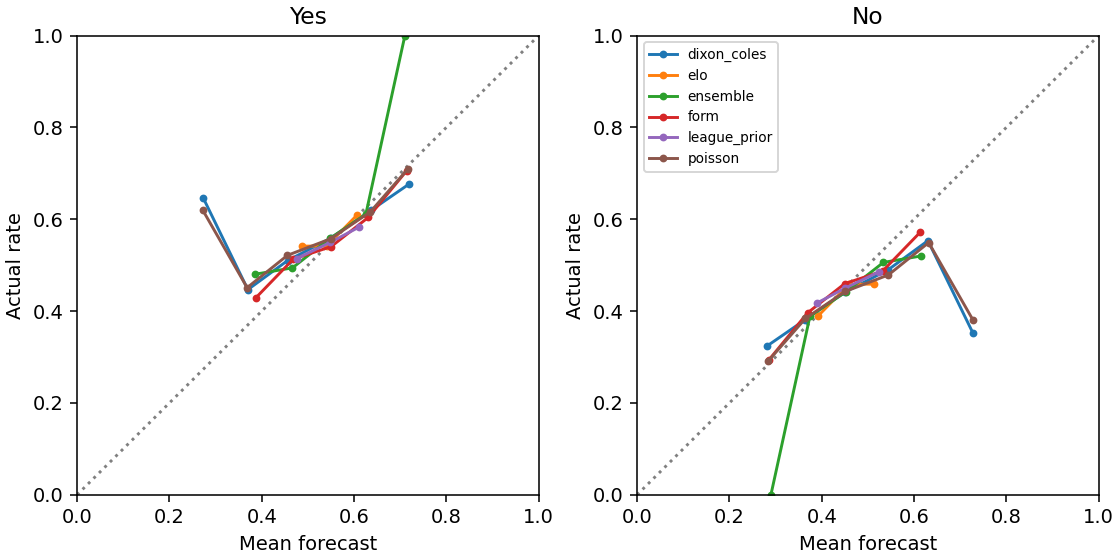 Yes
No
1.0
0.8
0.6
0.4
0.2
0.0
Actual rate
0.0
0.2
0.4
0.6
0.8
1.0
Mean forecast
1.0
0.8
0.6
0.4
0.2
0.0
Actual rate
dixon_coles
elo
ensemble
form
league_prior
poisson
0.0
0.2
0.4
0.6
0.8
1.0
Mean forecast